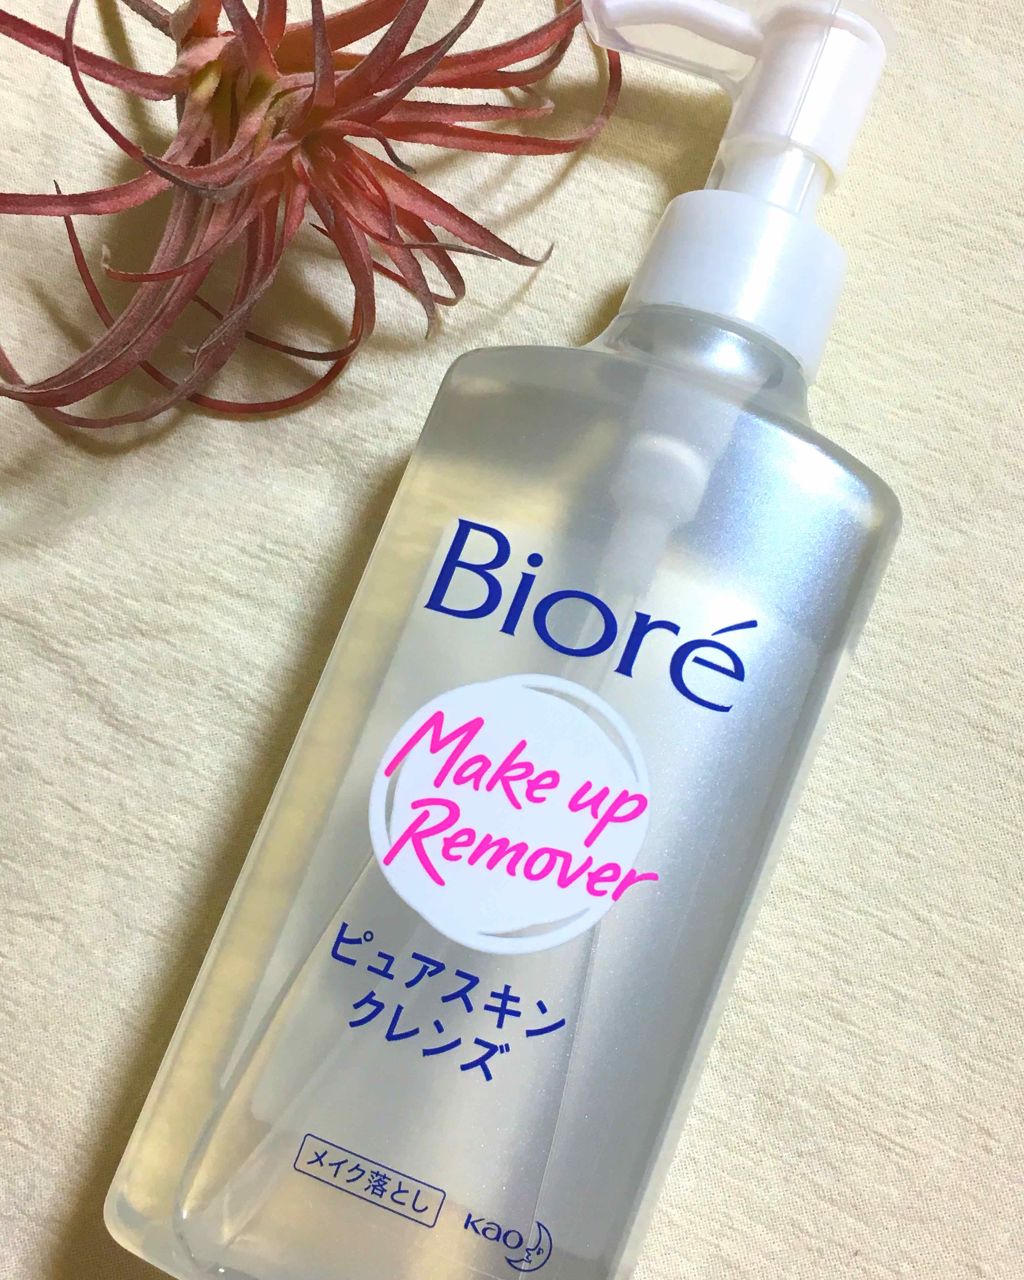 Bioré
Make up
Remover
ピュアスキン
クレンズ
メイク落とし
Kao